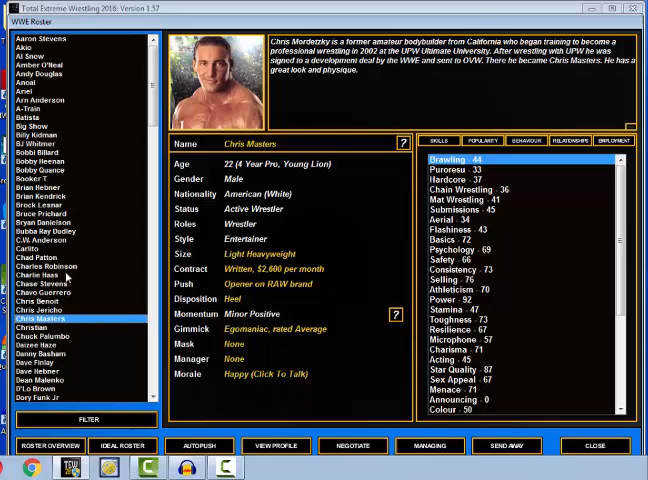 Total Extreme Wrestling 2016: Version 1.57
WWE Roster
Aaron Stevens
Akio
Al Snow
Amber O'Neal
Andy Douglas
Anoai
Ariel
Arn Anderson
A-Train
Batista
Big Show
Billy Kidman
BJ Whitmer
Bobbi Billard
Bobby Heenan
Bobby Quance
Booker T
Brian Hebner
Brian Kendrick
Brock Lesnar
Bruce Prichard
Bryan Danielson
Bubba Ray Dudley
C.W. Anderson
Carlito
Chad Patton
Charles Robinson
Charlie Haas
Chase Stevens
Chavo Guerrero
Chris Benoit
Chris Jericho
Chris Masters
Christian
Chuck Palumbo
Daizee Haze
Danny Basham
Dave Finlay
Dave Hebner
Dean Malenko
D'Lo Brown
Dory Funk Jr
FILTER
Chris Mordetzky is a former amateur bodybuilder from California who began training to become a
professional wrestling in 2002 at the UPW Ultimate University. After wrestling with UPW he was
signed to a development deal by the WWE and sent to OVW. There he became Chris Masters. He has a
great look and physique.
Name Chris Masters ?
Age 22 (4 Year Pro, Young Lion)
Gender Male
Nationality American (White)
Status Active Wrestler
Roles Wrestler
Style Entertainer
Size Light Heavyweight
Contract Written, $2,600 per month
Push Opener on RAW brand
Disposition Heel
Momentum Minor Positive ?
Gimmick Egomaniac, rated Average
Mask None
Manager None
Morale Happy (Click To Talk)
SKILLS POPULARITY BEHAVIOUR RELATIONSHIPS EMPLOYMENT
Brawling - 44
Puroresu - 33
Hardcore - 37
Chain Wrestling - 36
Mat Wrestling - 41
Submissions - 45
Aerial - 34
Flashiness - 43
Basics - 72
Psychology - 69
Safety - 66
Consistency - 73
Selling - 76
Athleticism - 70
Power - 92
Stamina - 47
Toughness - 73
Resilience - 67
Microphone - 57
Charisma - 71
Acting - 45
Star Quality - 87
Sex Appeal - 67
Menace - 71
Announcing - 0
Colour - 50
ROSTER OVERVIEW IDEAL ROSTER AUTOPUSH VIEW PROFILE NEGOTIATE MANAGING SEND AWAY CLOSE